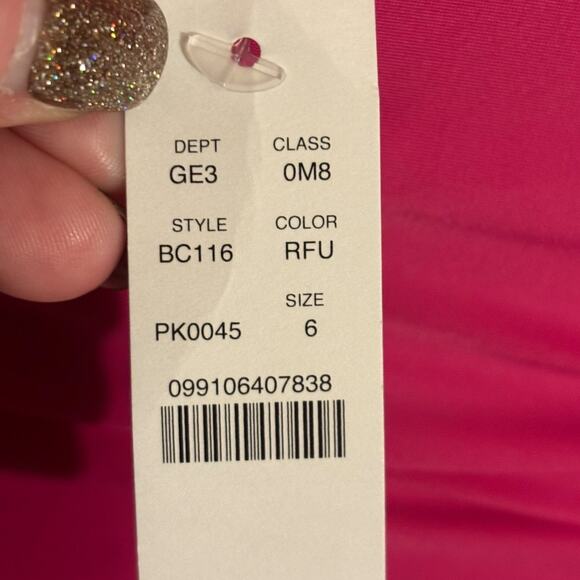 DEPT CLASS
GE3 0M8
STYLE COLOR
BC116 RFU
SIZE
PK0045 6
099106407838